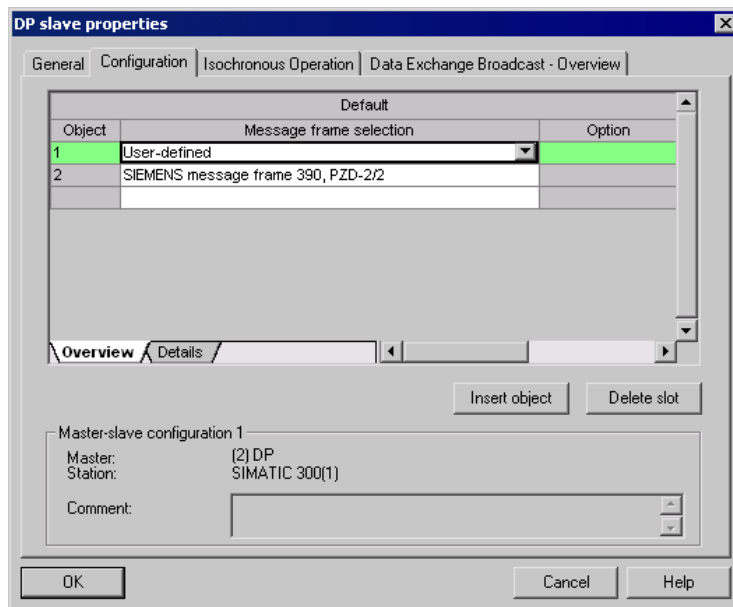 DP slave properties
General Configuration Isochronous Operation Data Exchange Broadcast - Overview
Default
Object Message frame selection Option
1 User-defined
2 SIEMENS message frame 390, PZD-2/2
Overview Details
Insert object Delete slot
Master-slave configuration 1
Master: (2) DP
Station: SIMATIC 300(1)
Comment:
OK Cancel Help